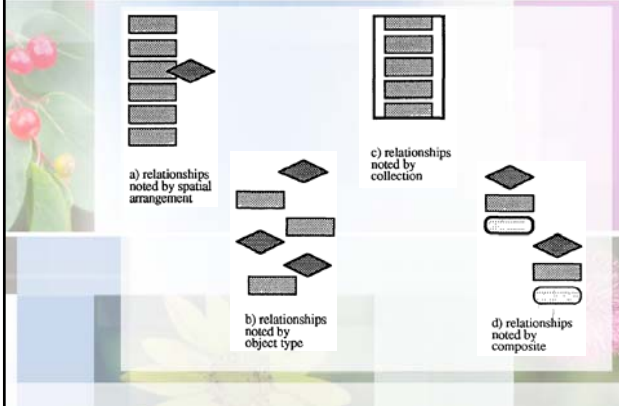 a) relationships
noted by spatial
arrangement
b) relationships
noted by
object type
c) relationships
noted by
collection
d) relationships
noted by
composite